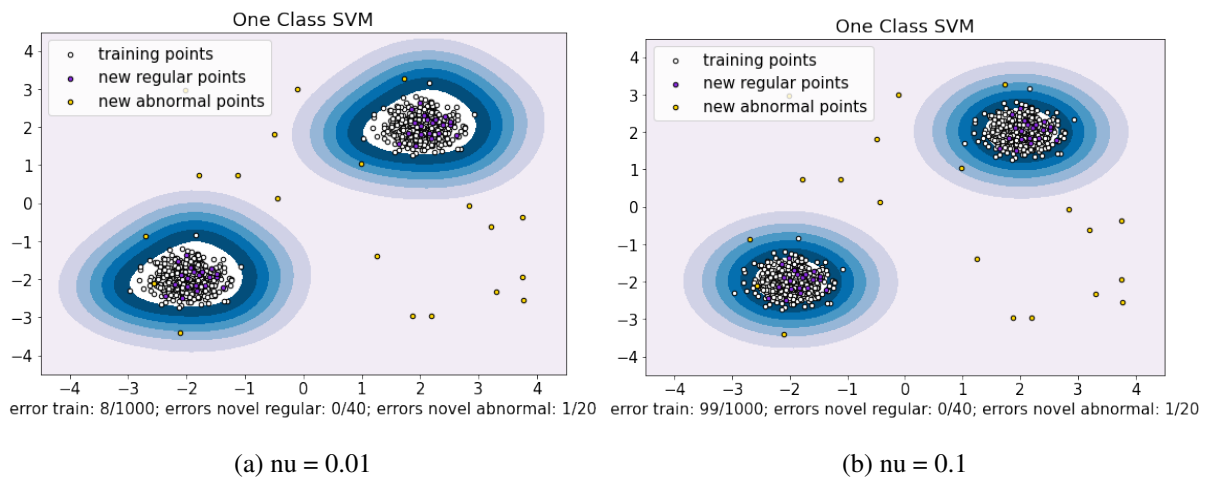 One Class SVM
training points
new regular points
new abnormal points
4
3
2
1
0
−1
−2
−3
−4
−4 −3 −2 −1 0 1 2 3 4
error train: 8/1000; errors novel regular: 0/40; errors novel abnormal: 1/20
(a) nu = 0.01
One Class SVM
training points
new regular points
new abnormal points
4
3
2
1
0
−1
−2
−3
−4
−4 −3 −2 −1 0 1 2 3 4
error train: 99/1000; errors novel regular: 0/40; errors novel abnormal: 1/20
(b) nu = 0.1